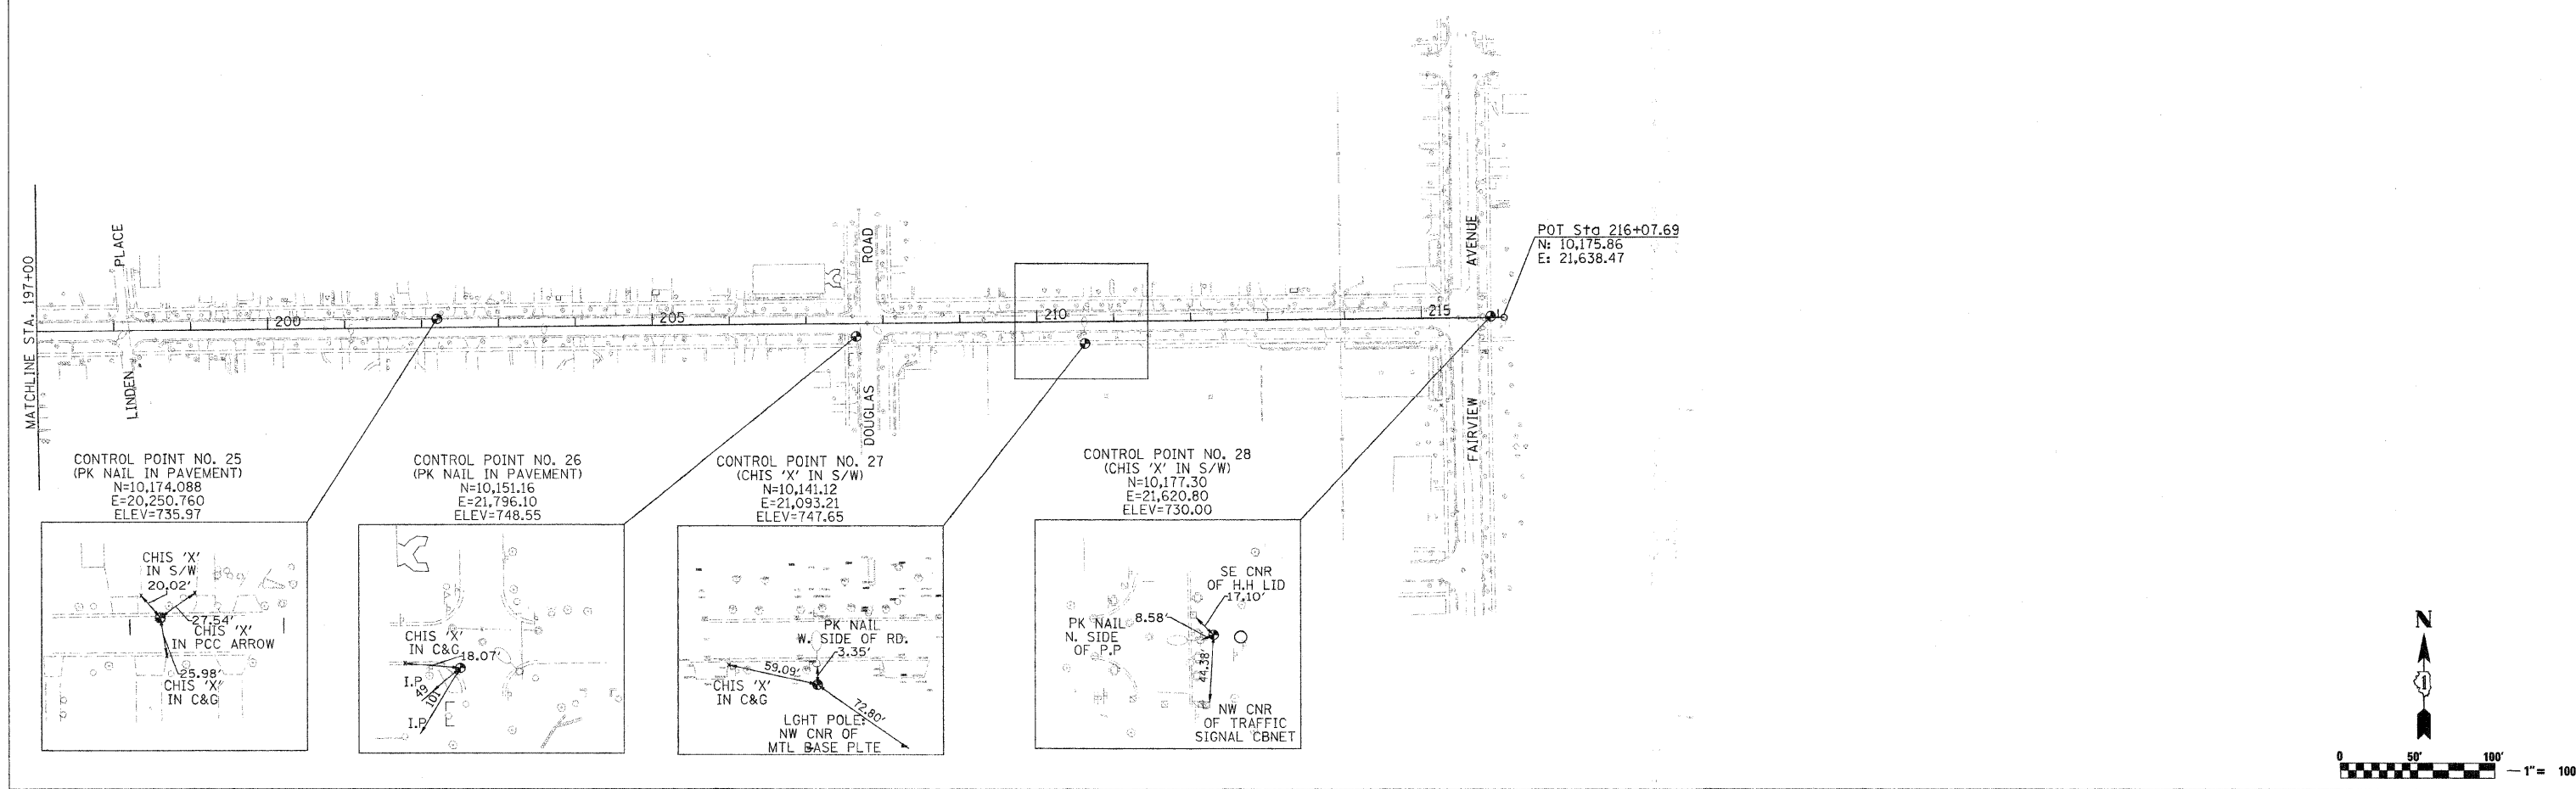 MATCHLINE STA. 197+00
PLACE
LINDEN
200
205
ROAD
DOUGLAS
210
215
AVENUE
FAIRVIEW
POT Sta 216+07.69
N: 10,175.86
E: 21,638.47
CONTROL POINT NO. 25
(PK NAIL IN PAVEMENT)
N=10,174.088
E=20,250.760
ELEV=735.97
CHIS 'X'
IN S/W
20.02'
27.54'
CHIS 'X'
IN PCC ARROW
25.98'
CHIS 'X'
IN C&G
CONTROL POINT NO. 26
(PK NAIL IN PAVEMENT)
N=10,151.16
E=21,796.10
ELEV=748.55
CHIS 'X'
IN C&G
18.07'
I.P.
49'
101'
I.P.
CONTROL POINT NO. 27
(CHIS 'X' IN S/W)
N=10,141.12
E=21,093.21
ELEV=747.65
PK NAIL
W. SIDE OF RD.
3.35'
59.09'
CHIS 'X'
IN C&G
72.80'
LGHT POLE:
NW CNR OF
MTL BASE PLTE
CONTROL POINT NO. 28
(CHIS 'X' IN S/W)
N=10,177.30
E=21,620.80
ELEV=730.00
SE CNR
OF H.H LID
17.10'
8.58'
PK NAIL
N. SIDE
OF P.P
44.38'
NW CNR
OF TRAFFIC
SIGNAL CBNET
N
1
0 50' 100'
1"= 100